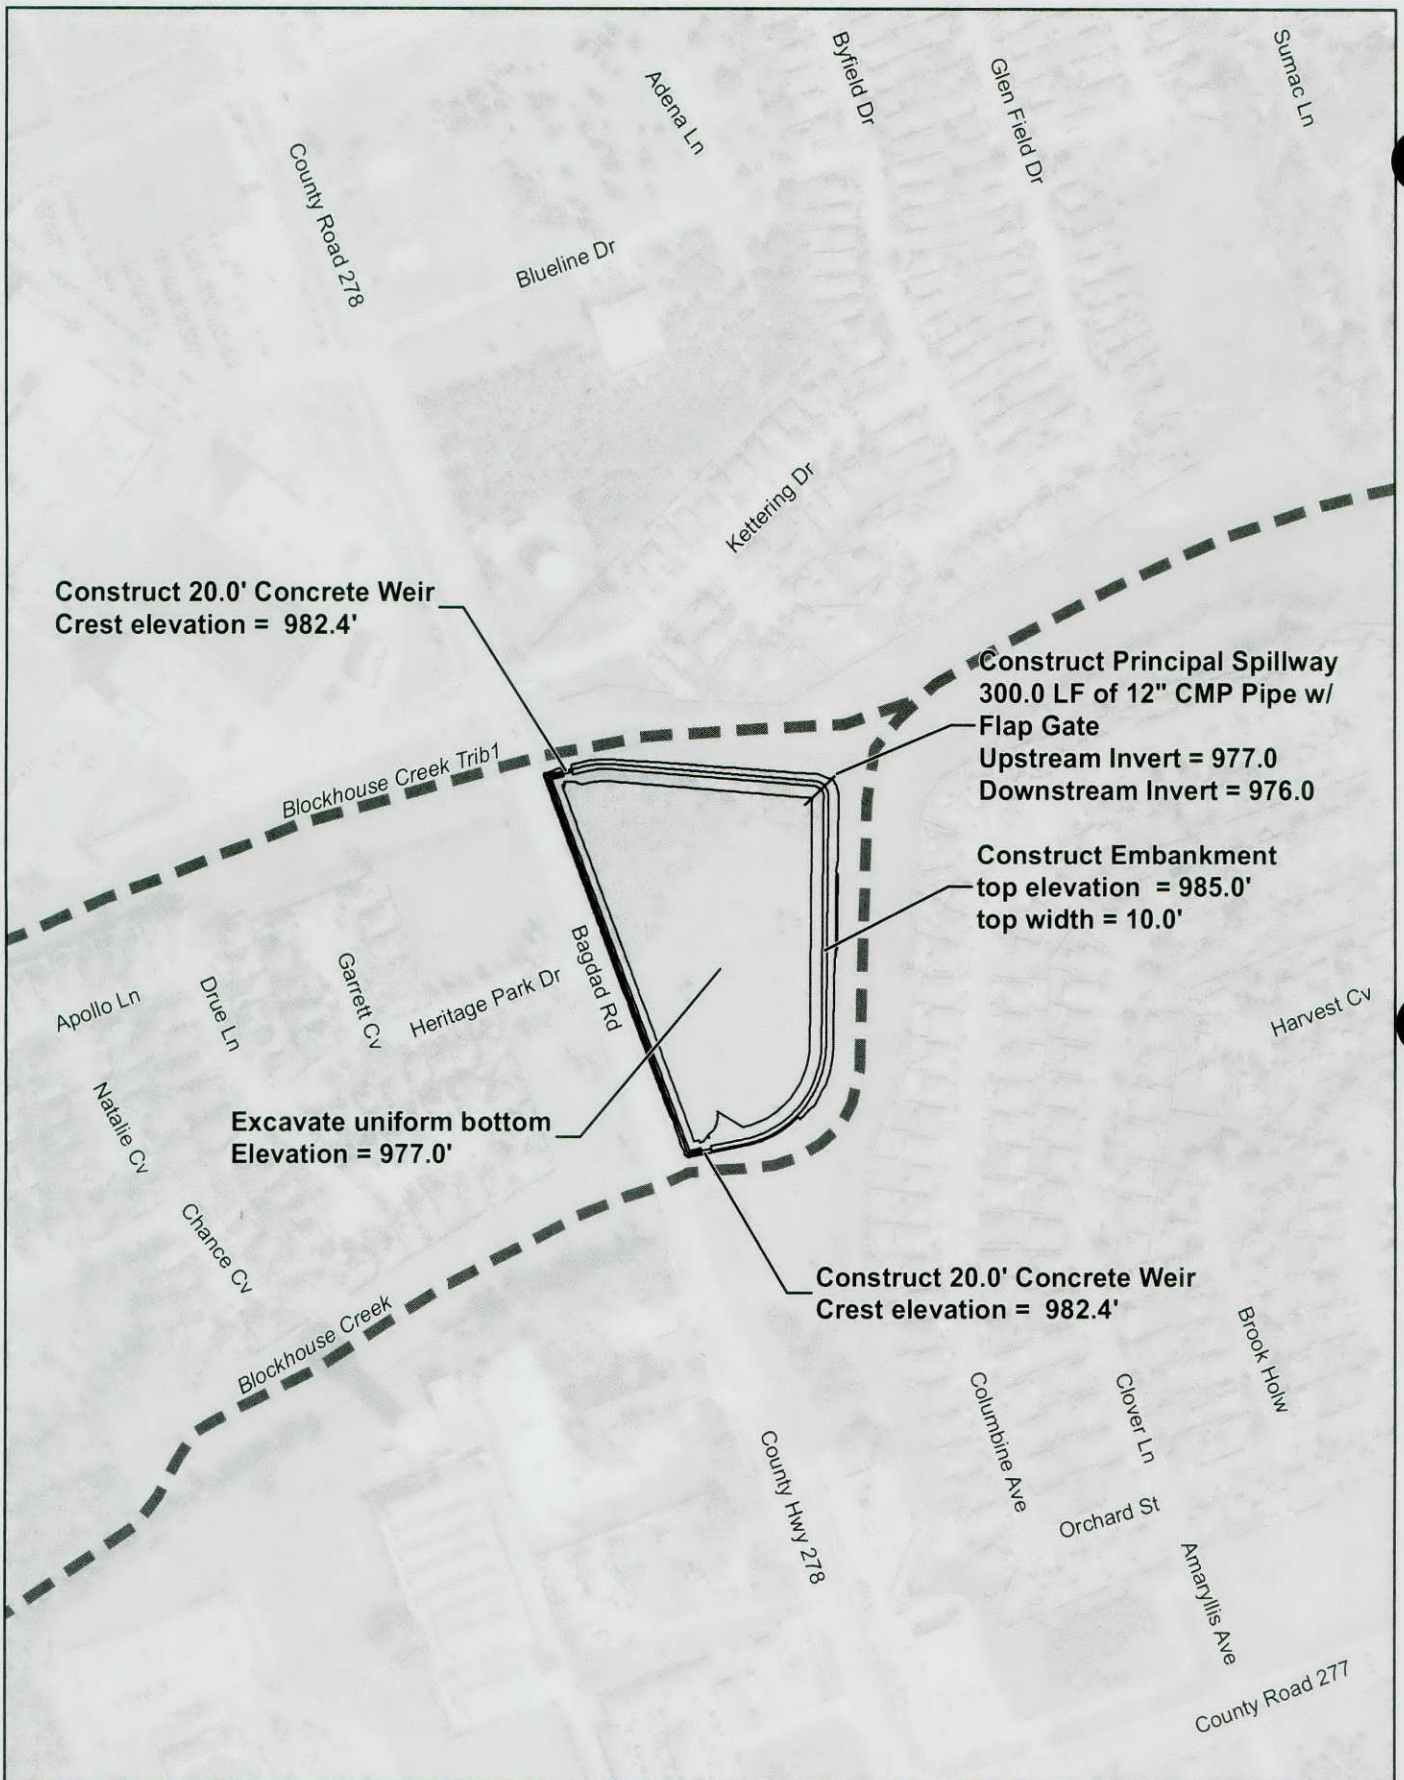 Byfield Dr
Glen Field Dr
Sumac Ln
Adena Ln
County Road 278
Blueline Dr
Kettering Dr
Construct 20.0' Concrete Weir
Crest elevation = 982.4'
Construct Principal Spillway
300.0 LF of 12" CMP Pipe w/
Flap Gate
Upstream Invert = 977.0
Downstream Invert = 976.0
Blockhouse Creek Trib1
Construct Embankment
top elevation = 985.0'
top width = 10.0'
Bagdad Rd
Garrett Cv
Heritage Park Dr
Drue Ln
Apollo Ln
Harvest Cv
Natalie Cv
Excavate uniform bottom
Elevation = 977.0'
Chance Cv
Construct 20.0' Concrete Weir
Crest elevation = 982.4'
Blockhouse Creek
Brook Holw
Columbine Ave
Clover Ln
County Hwy 278
Orchard St
Amaryllis Ave
County Road 277